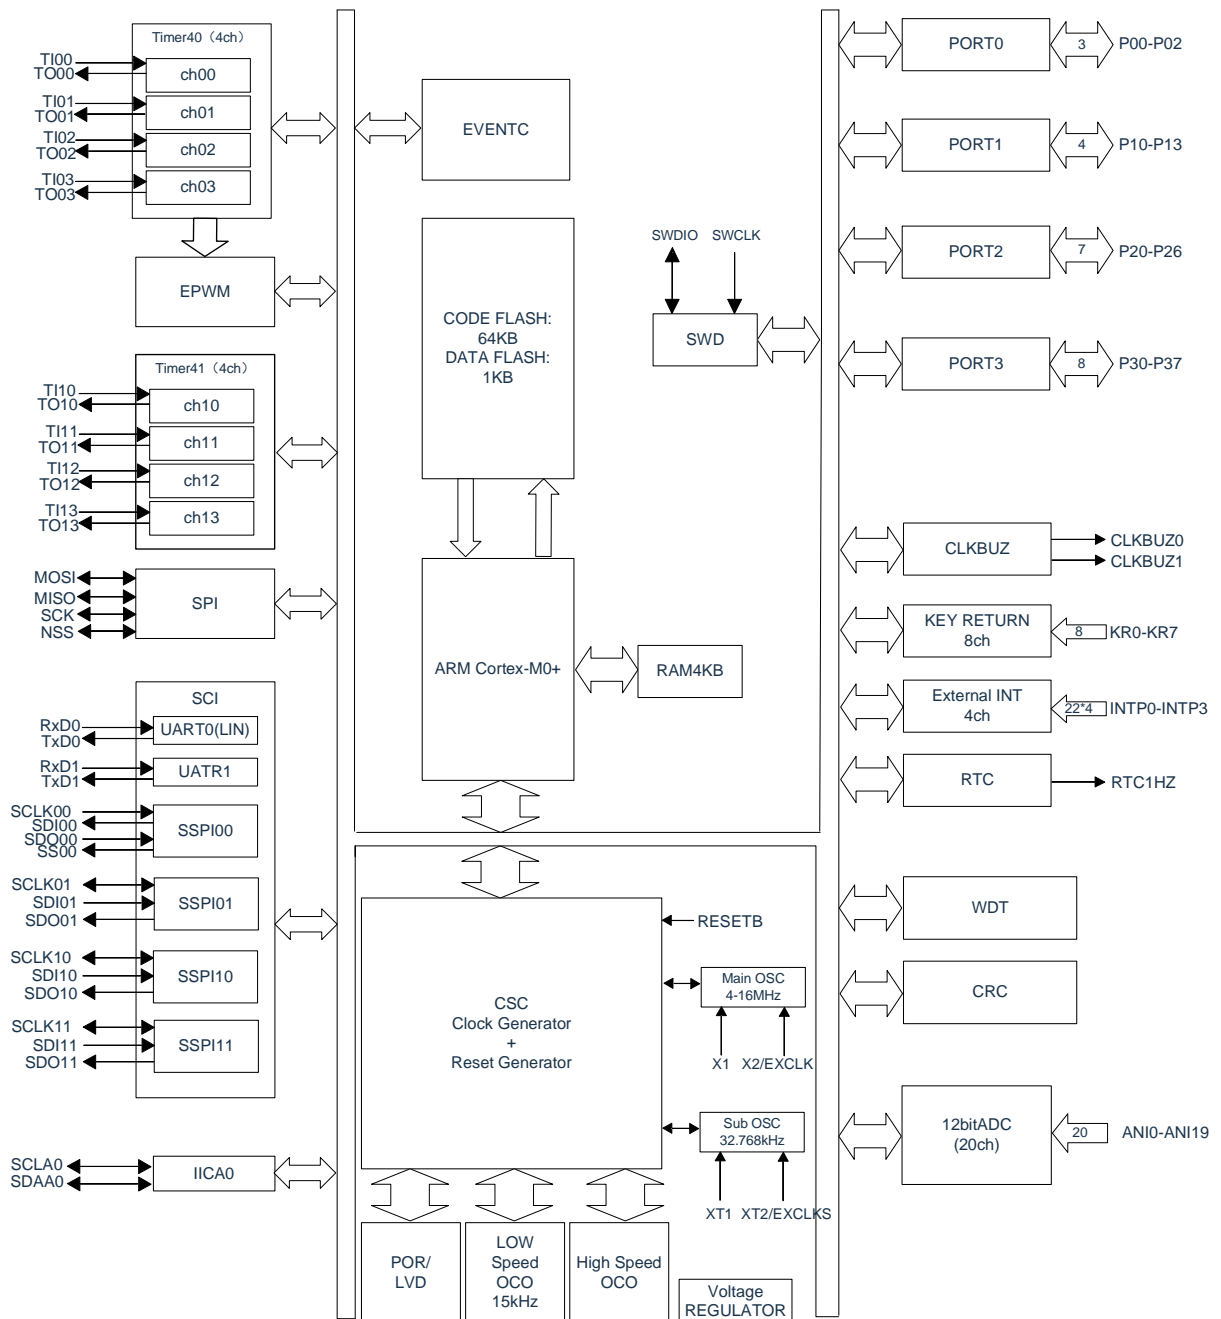 Timer40（4ch）
TI00
TO00
ch00
TI01
TO01
ch01
TI02
TO02
ch02
TI03
TO03
ch03
EPWM
Timer41（4ch）
TI10
TO10
ch10
TI11
TO11
ch11
TI12
TO12
ch12
TI13
TO13
ch13
MOSI
MISO
SCK
NSS
SPI
SCI
RxD0
TxD0
UART0(LIN)
RxD1
TxD1
UATR1
SCLK00
SDI00
SDO00
SS00
SSPI00
SCLK01
SDI01
SDO01
SSPI01
SCLK10
SDI10
SDO10
SSPI10
SCLK11
SDI11
SDO11
SSPI11
SCLA0
SDAA0
IICA0
EVENTC
CODE FLASH:
64KB
DATA FLASH:
1KB
SWDIO
SWCLK
SWD
ARM Cortex-M0+
RAM4KB
CSC
Clock Generator
+
Reset Generator
RESETB
Main OSC
4-16MHz
X1
X2/EXCLK
Sub OSC
32.768kHz
XT1
XT2/EXCLKS
POR/
LVD
LOW
Speed
OCO
15kHz
High Speed
OCO
Voltage
REGULATOR
PORT0
3
P00-P02
PORT1
4
P10-P13
PORT2
7
P20-P26
PORT3
8
P30-P37
CLKBUZ
CLKBUZ0
CLKBUZ1
KEY RETURN
8ch
8
KR0-KR7
External INT
4ch
22*4
INTP0-INTP3
RTC
RTC1HZ
WDT
CRC
12bitADC
(20ch)
20
ANI0-ANI19